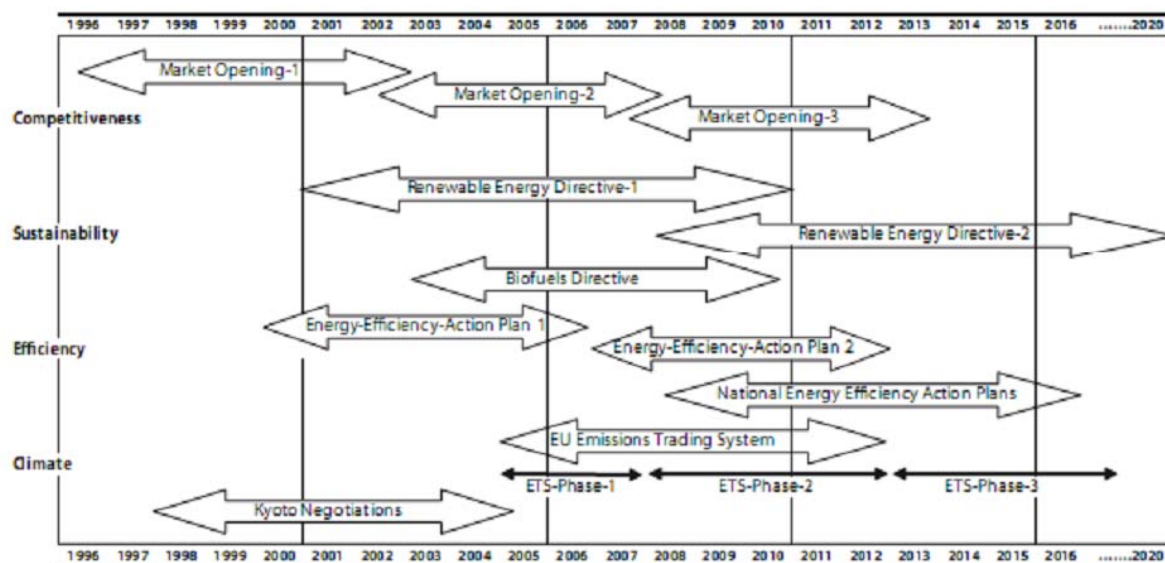 1996 1997 1998 1999 2000 2001 2002 2003 2004 2005 2006 2007 2008 2009 2010 2011 2012 2013 2014 2015 2016 .......2020
Market Opening-1
Market Opening-2
Competitiveness
Market Opening-3
Renewable Energy Directive-1
Sustainability
Renewable Energy Directive-2
Biofuels Directive
Energy-Efficiency-Action Plan 1
Efficiency
Energy-Efficiency-Action Plan 2
National Energy Efficiency Action Plans
EU Emissions Trading System
Climate
ETS-Phase-1 ETS-Phase-2 ETS-Phase-3
Kyoto Negotiations
1996 1997 1998 1999 2000 2001 2002 2003 2004 2005 2006 2007 2008 2009 2010 2011 2012 2013 2014 2015 2016 .......2020